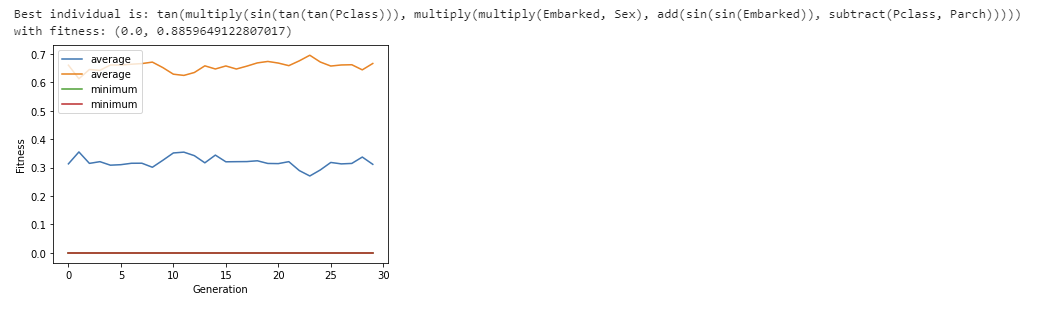 Best individual is: tan(multiply(sin(tan(tan(Pclass))), multiply(multiply(Embarked, Sex), add(sin(sin(Embarked)), subtract(Pclass, Parch)))))
with fitness: (0.0, 0.8859649122807017)
0.7
0.6
0.5
0.4
0.3
0.2
0.1
0.0
Fitness
average
average
minimum
minimum
0 5 10 15 20 25 30
Generation